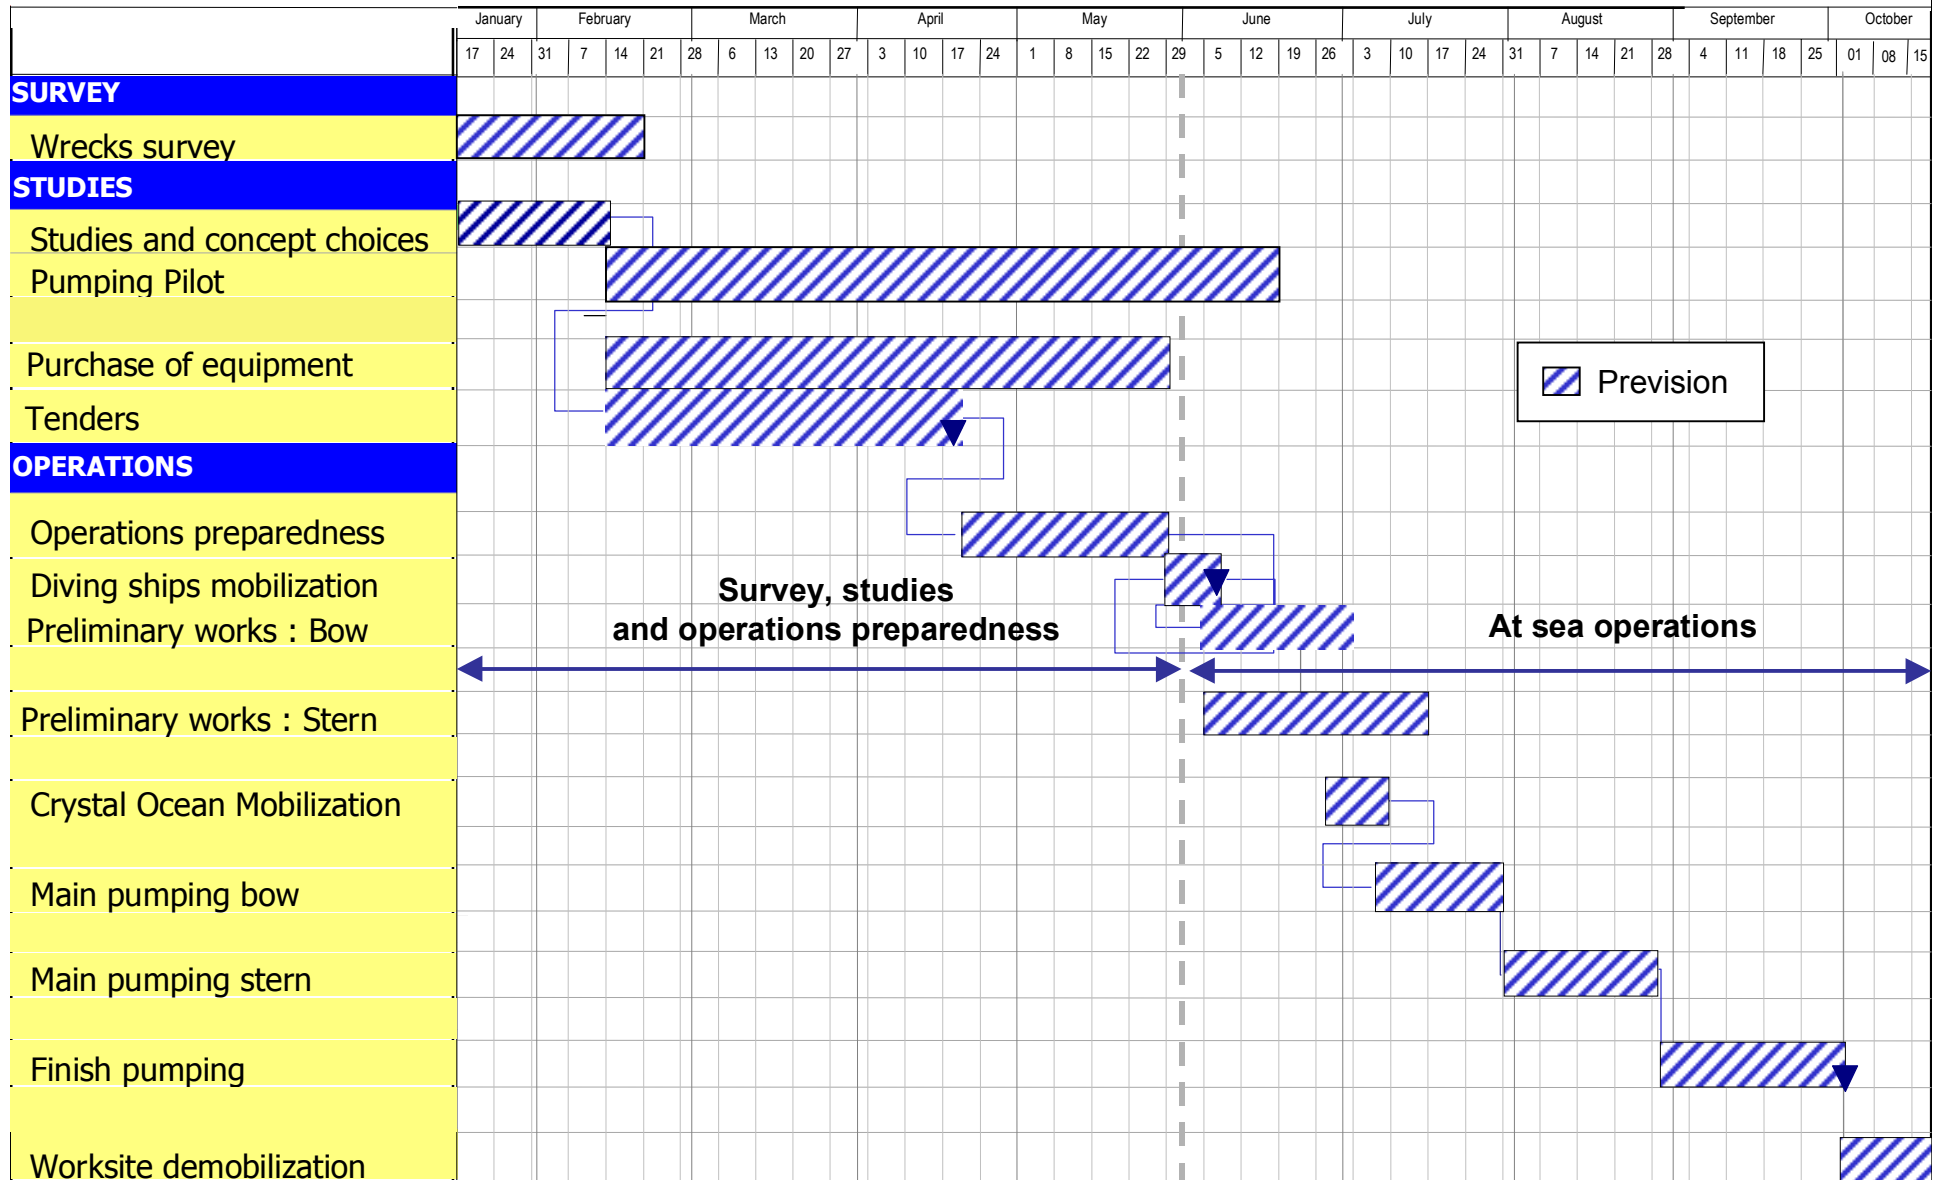 January February March April May June July August September October
17 24 31 7 14 21 28 6 13 20 27 3 10 17 24 1 8 15 22 29 5 12 19 26 3 10 17 24 31 7 14 21 28 4 11 18 25 01 08 15
SURVEY
Wrecks survey
STUDIES
Studies and concept choices
Pumping Pilot
Purchase of equipment
Prevision
Tenders
OPERATIONS
Operations preparedness
Diving ships mobilization
Preliminary works : Bow
Survey, studies
and operations preparedness
At sea operations
Preliminary works : Stern
Crystal Ocean Mobilization
Main pumping bow
Main pumping stern
Finish pumping
Worksite demobilization